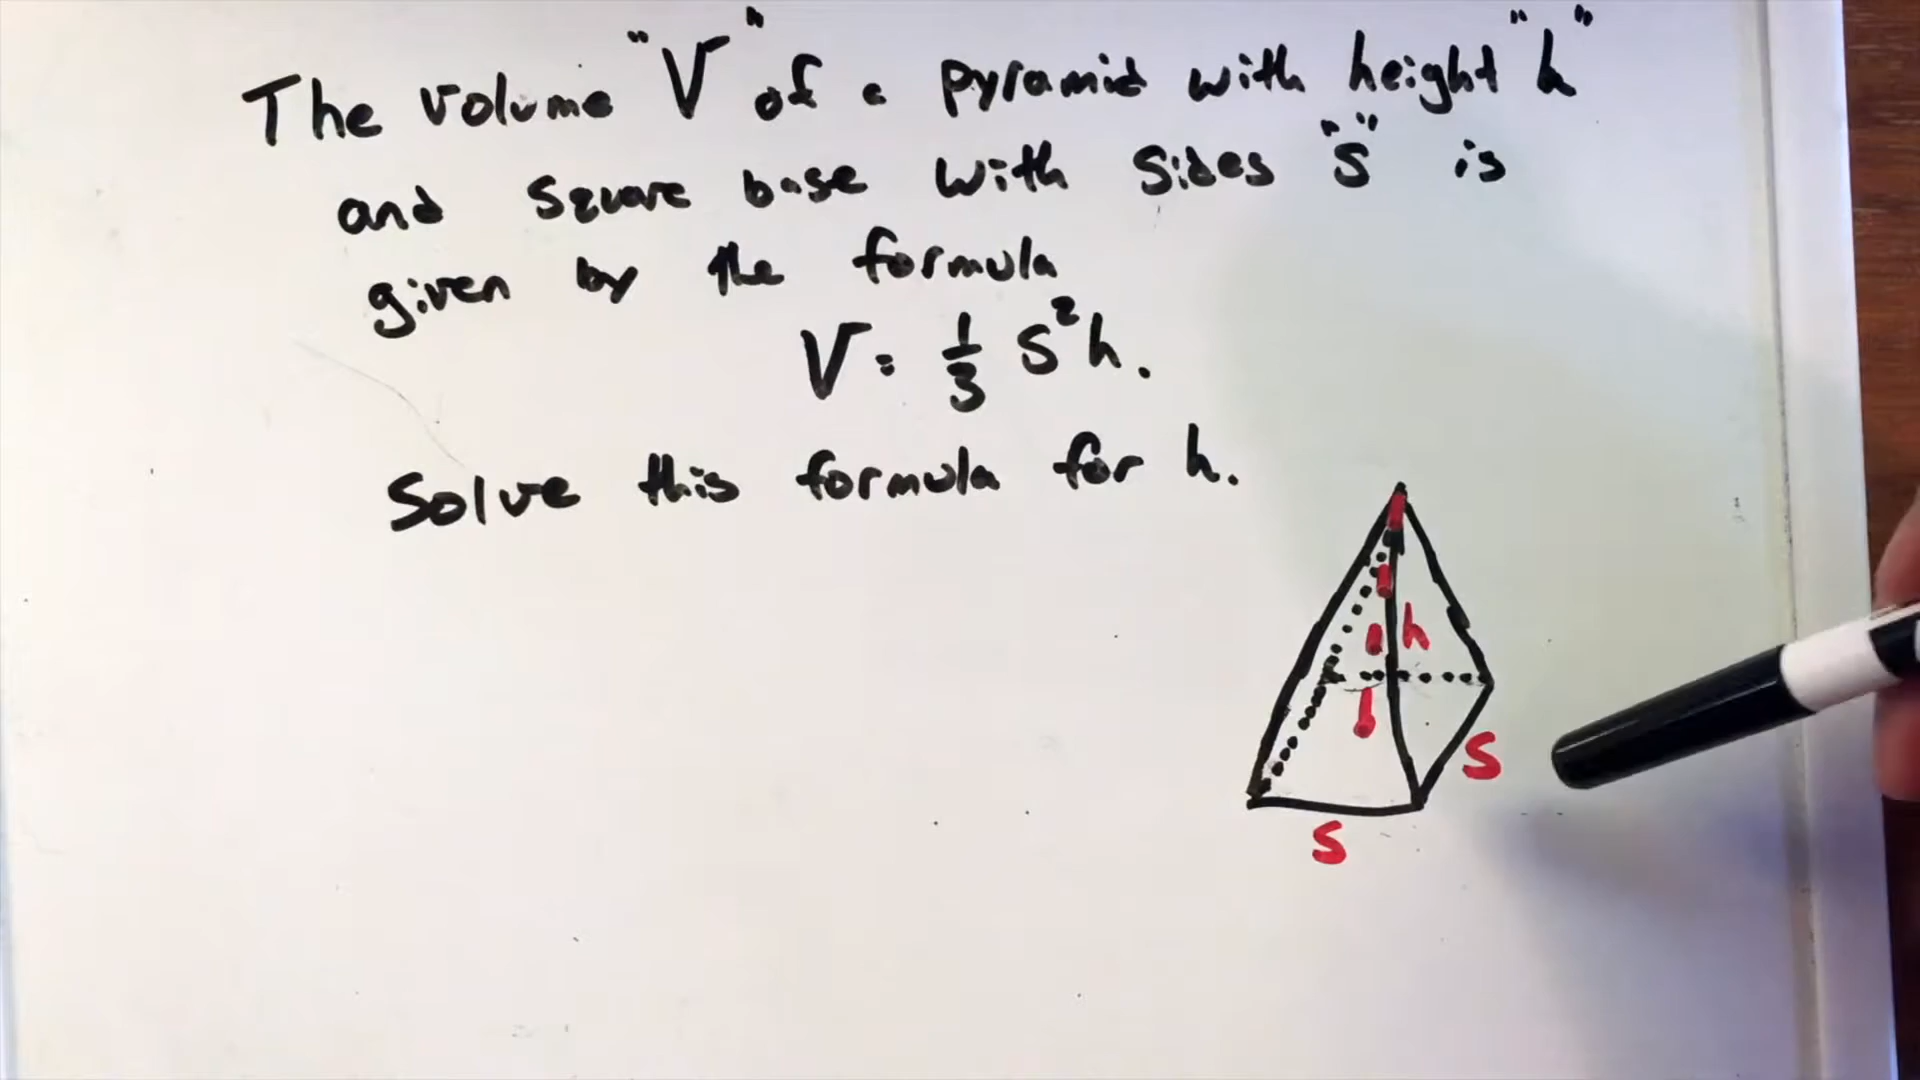 The volume "V" of a pyramid with height "h"
and square base with sides "s" is
given by the formula
V = 1/3 s²h.
Solve this formula for h.
h
s
s